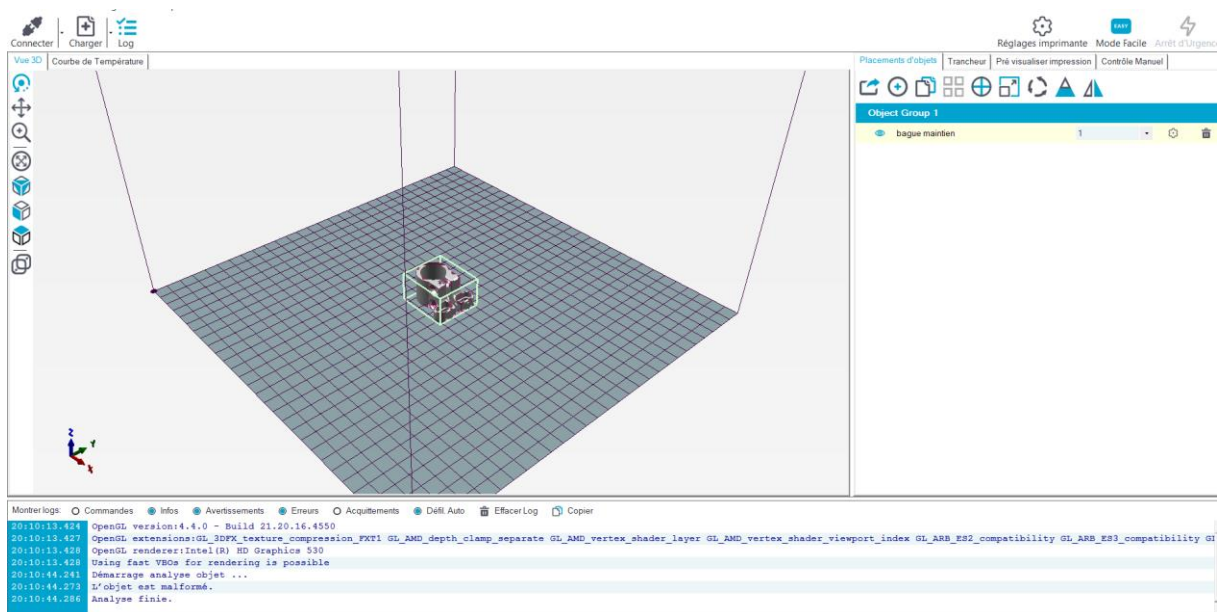 Connecter Charger Log Réglages imprimante EASY Mode Facile Arrêt d'Urgenc
Vue 3D Courbe de Température
Placements d'objets Trancheur Pré visualiser impression Contrôle Manuel
Object Group 1
bague maintien 1
Z
Y
X
Montrer logs: Commandes Infos Avertissements Erreurs Acquittements Défil. Auto Effacer Log Copier
20:10:13.424 OpenGL version:4.4.0 - Build 21.20.16.4550
20:10:13.427 OpenGL extensions:GL_3DFX_texture_compression_FXT1 GL_AMD_depth_clamp_separate GL_AMD_vertex_shader_layer GL_AMD_vertex_shader_viewport_index GL_ARB_ES2_compatibility GL_ARB_ES3_compatibility
20:10:13.428 OpenGL renderer:Intel(R) HD Graphics 530
20:10:13.428 Using fast VBOs for rendering is possible
20:10:44.241 Démarrage analyse objet ...
20:10:44.273 L'objet est malformé.
20:10:44.286 Analyse finie.